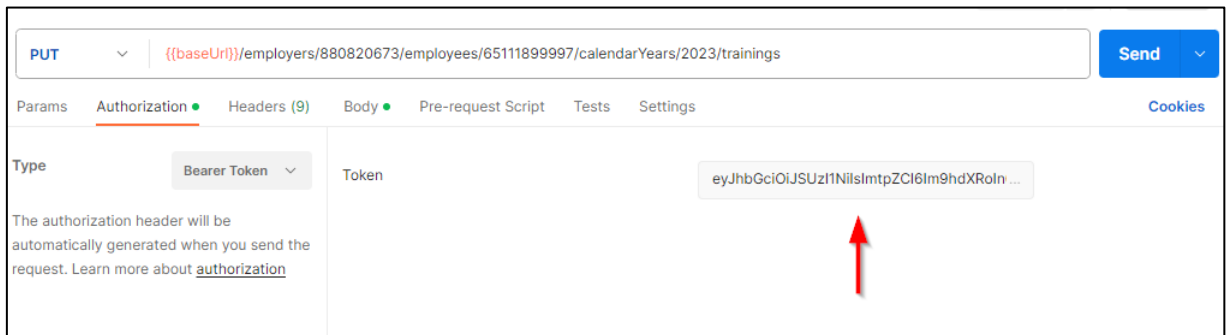 PUT {{baseUrl}}/employers/880820673/employees/65111899997/calendarYears/2023/trainings Send
Params Authorization Headers (9) Body Pre-request Script Tests Settings Cookies
Type Bearer Token Token eyJhbGciOiJSUzI1NiIsImtpZCI6Im9hdXRoIn...
The authorization header will be
automatically generated when you send the
request. Learn more about authorization